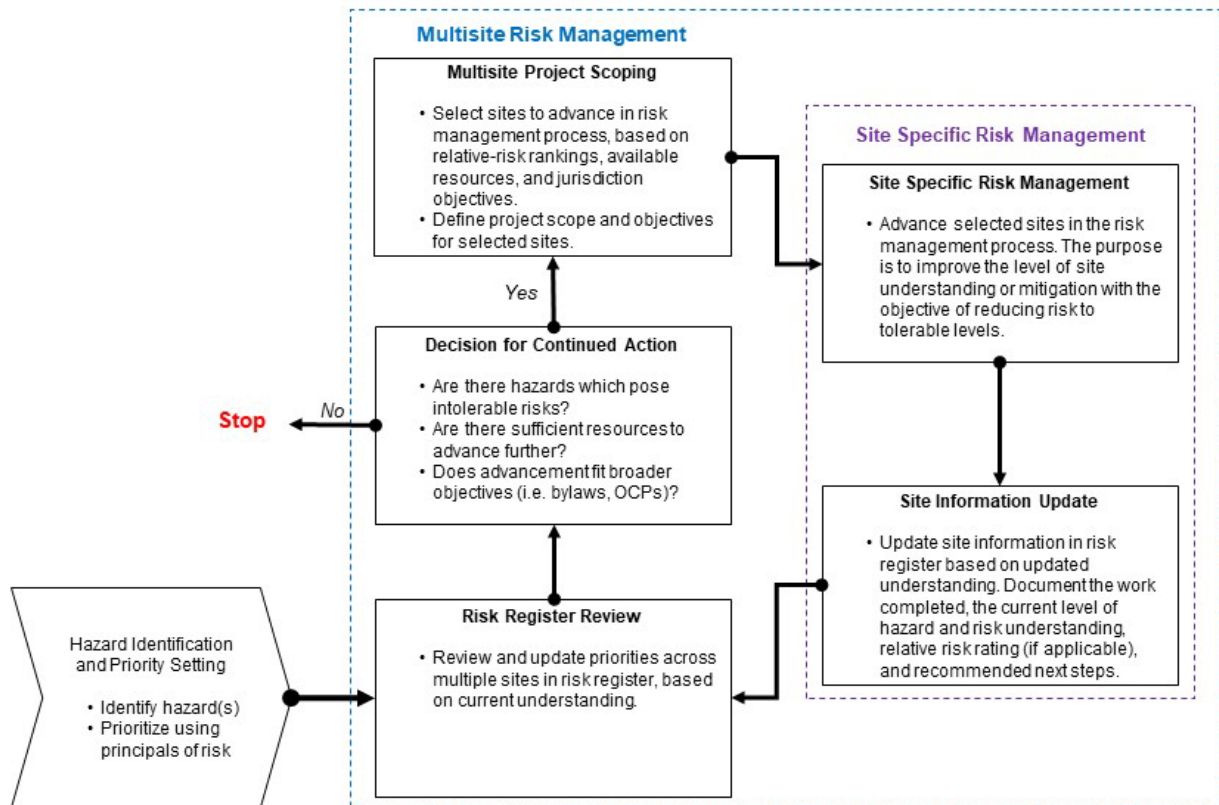 Multisite Risk Management
Multisite Project Scoping
• Select sites to advance in risk
management process, based on
relative-risk rankings, available
resources, and jurisdiction
objectives.
• Define project scope and objectives
for selected sites.
Site Specific Risk Management
Site Specific Risk Management
• Advance selected sites in the risk
management process. The purpose
is to improve the level of site
understanding or mitigation with the
objective of reducing risk to
tolerable levels.
Yes
Decision for Continued Action
• Are there hazards which pose
intolerable risks?
• Are there sufficient resources to
advance further?
• Does advancement fit broader
objectives (i.e. bylaws, OCPs)?
No
Stop
Site Information Update
• Update site information in risk
register based on updated
understanding. Document the work
completed, the current level of
hazard and risk understanding,
relative risk rating (if applicable),
and recommended next steps.
Risk Register Review
• Review and update priorities across
multiple sites in risk register, based
on current understanding.
Hazard Identification
and Priority Setting
• Identify hazard(s)
• Prioritize using
principals of risk